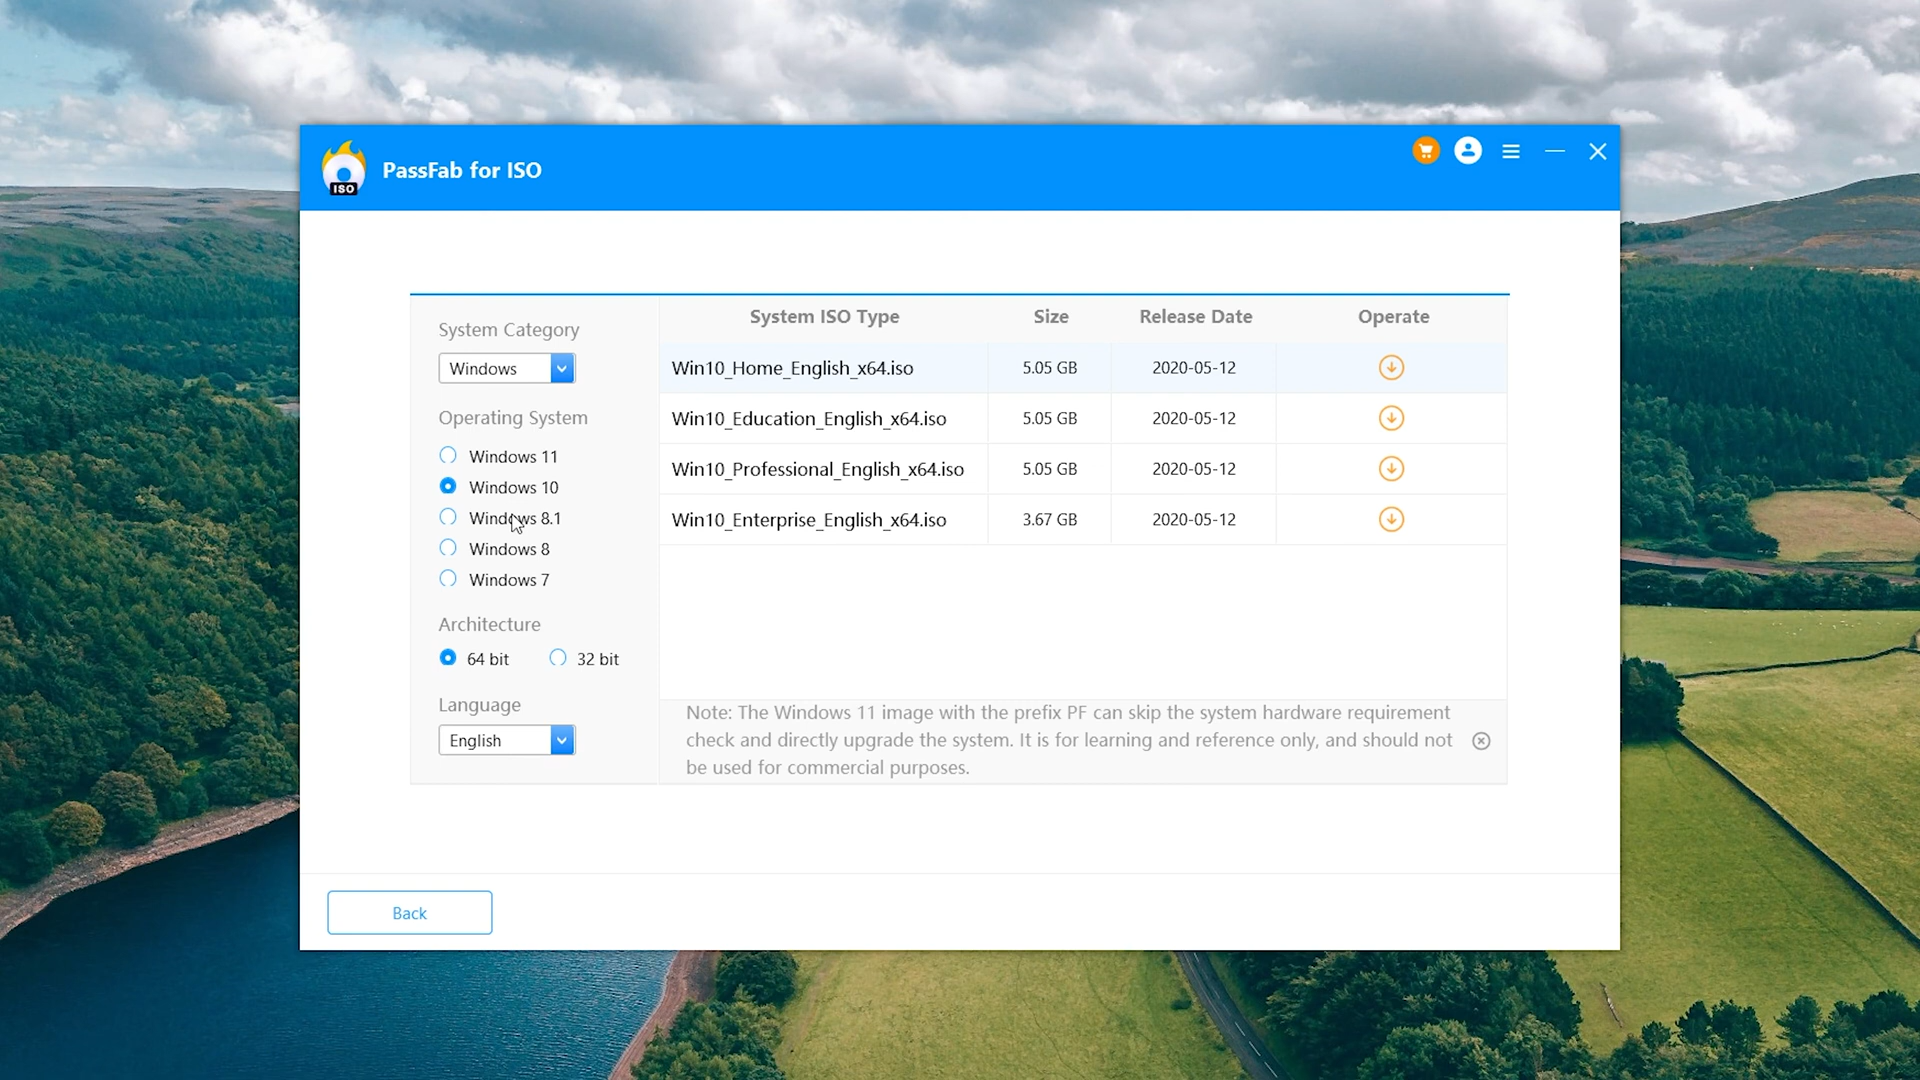 PassFab for ISO
ISO
System Category
Windows
Operating System
Windows 11
Windows 10
Windows 8.1
Windows 8
Windows 7
Architecture
64 bit 32 bit
Language
English
System ISO Type Size Release Date Operate
Win10_Home_English_x64.iso 5.05 GB 2020-05-12
Win10_Education_English_x64.iso 5.05 GB 2020-05-12
Win10_Professional_English_x64.iso 5.05 GB 2020-05-12
Win10_Enterprise_English_x64.iso 3.67 GB 2020-05-12
Note: The Windows 11 image with the prefix PF can skip the system hardware requirement
check and directly upgrade the system. It is for learning and reference only, and should not
be used for commercial purposes.
Back